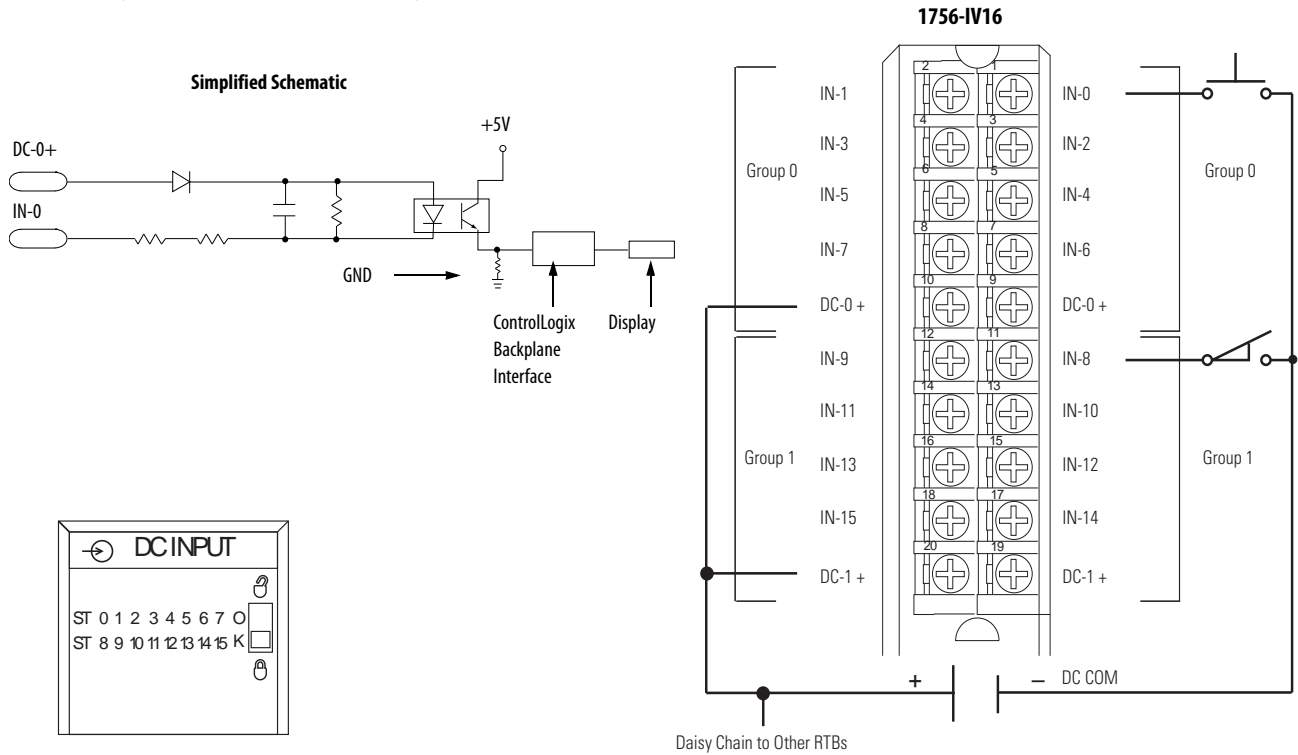 1756-IV16
Simplified Schematic
+5V
DC-0+
IN-0
GND
ControlLogix
Backplane
Interface
Display
DC INPUT
ST 0 1 2 3 4 5 6 7 O
ST 8 9 10 11 12 13 14 15 K
2 1
IN-1 IN-0
4 3
IN-3 IN-2
Group 0 Group 0
6 5
IN-5 IN-4
8 7
IN-7 IN-6
10 9
DC-0 + DC-0 +
12 11
IN-9 IN-8
14 13
IN-11 IN-10
16 15
Group 1 IN-13 IN-12 Group 1
18 17
IN-15 IN-14
20 19
DC-1 + DC-1 +
+ – DC COM
Daisy Chain to Other RTBs